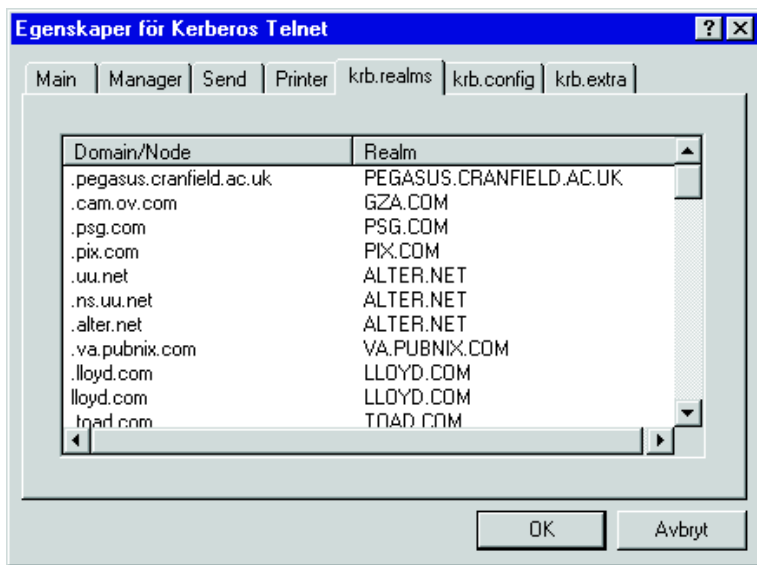 Egenskaper för Kerberos Telnet
Main Manager Send Printer krb.realms krb.config krb.extra
Domain/Node Realm
.pegasus.cranfield.ac.uk PEGASUS.CRANFIELD.AC.UK
.cam.ov.com GZA.COM
.psg.com PSG.COM
.pix.com PIX.COM
.uu.net ALTER.NET
.ns.uu.net ALTER.NET
.alter.net ALTER.NET
.va.pubnix.com VA.PUBNIX.COM
.lloyd.com LLOYD.COM
lloyd.com LLOYD.COM
.toad.com TOAD.COM
OK Avbryt